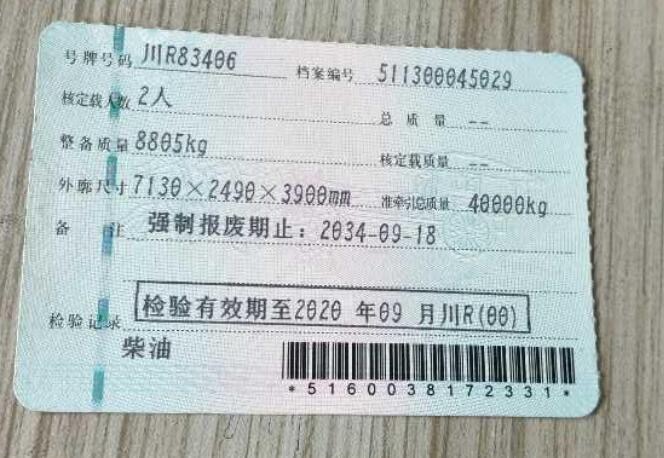 号牌号码 川R83406 档案编号 511300045029
核定载人数 2人 总质量 --
整备质量 8805kg 核定载质量 --
外廓尺寸 7130×2490×3900mm 准牵引总质量 40000kg
备注 强制报废期止：2034-09-18
检验记录 检验有效期至2020 年09 月川R(00)
柴油
*5160038172331*